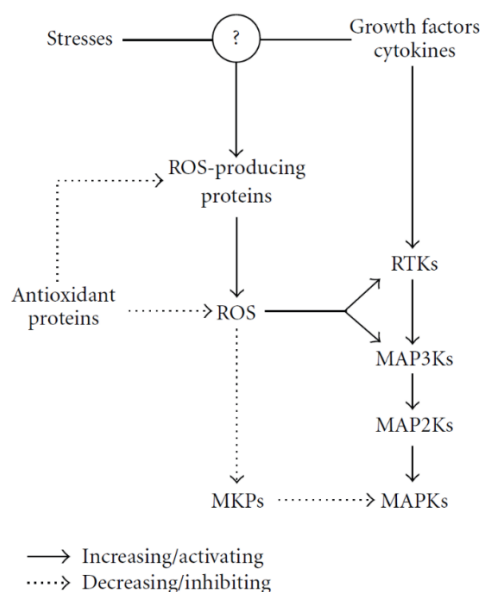 Stresses
?
Growth factors
cytokines
ROS-producing
proteins
RTKs
Antioxidant
proteins
ROS
MAP3Ks
MAP2Ks
MKPs
MAPKs
Increasing/activating
Decreasing/inhibiting